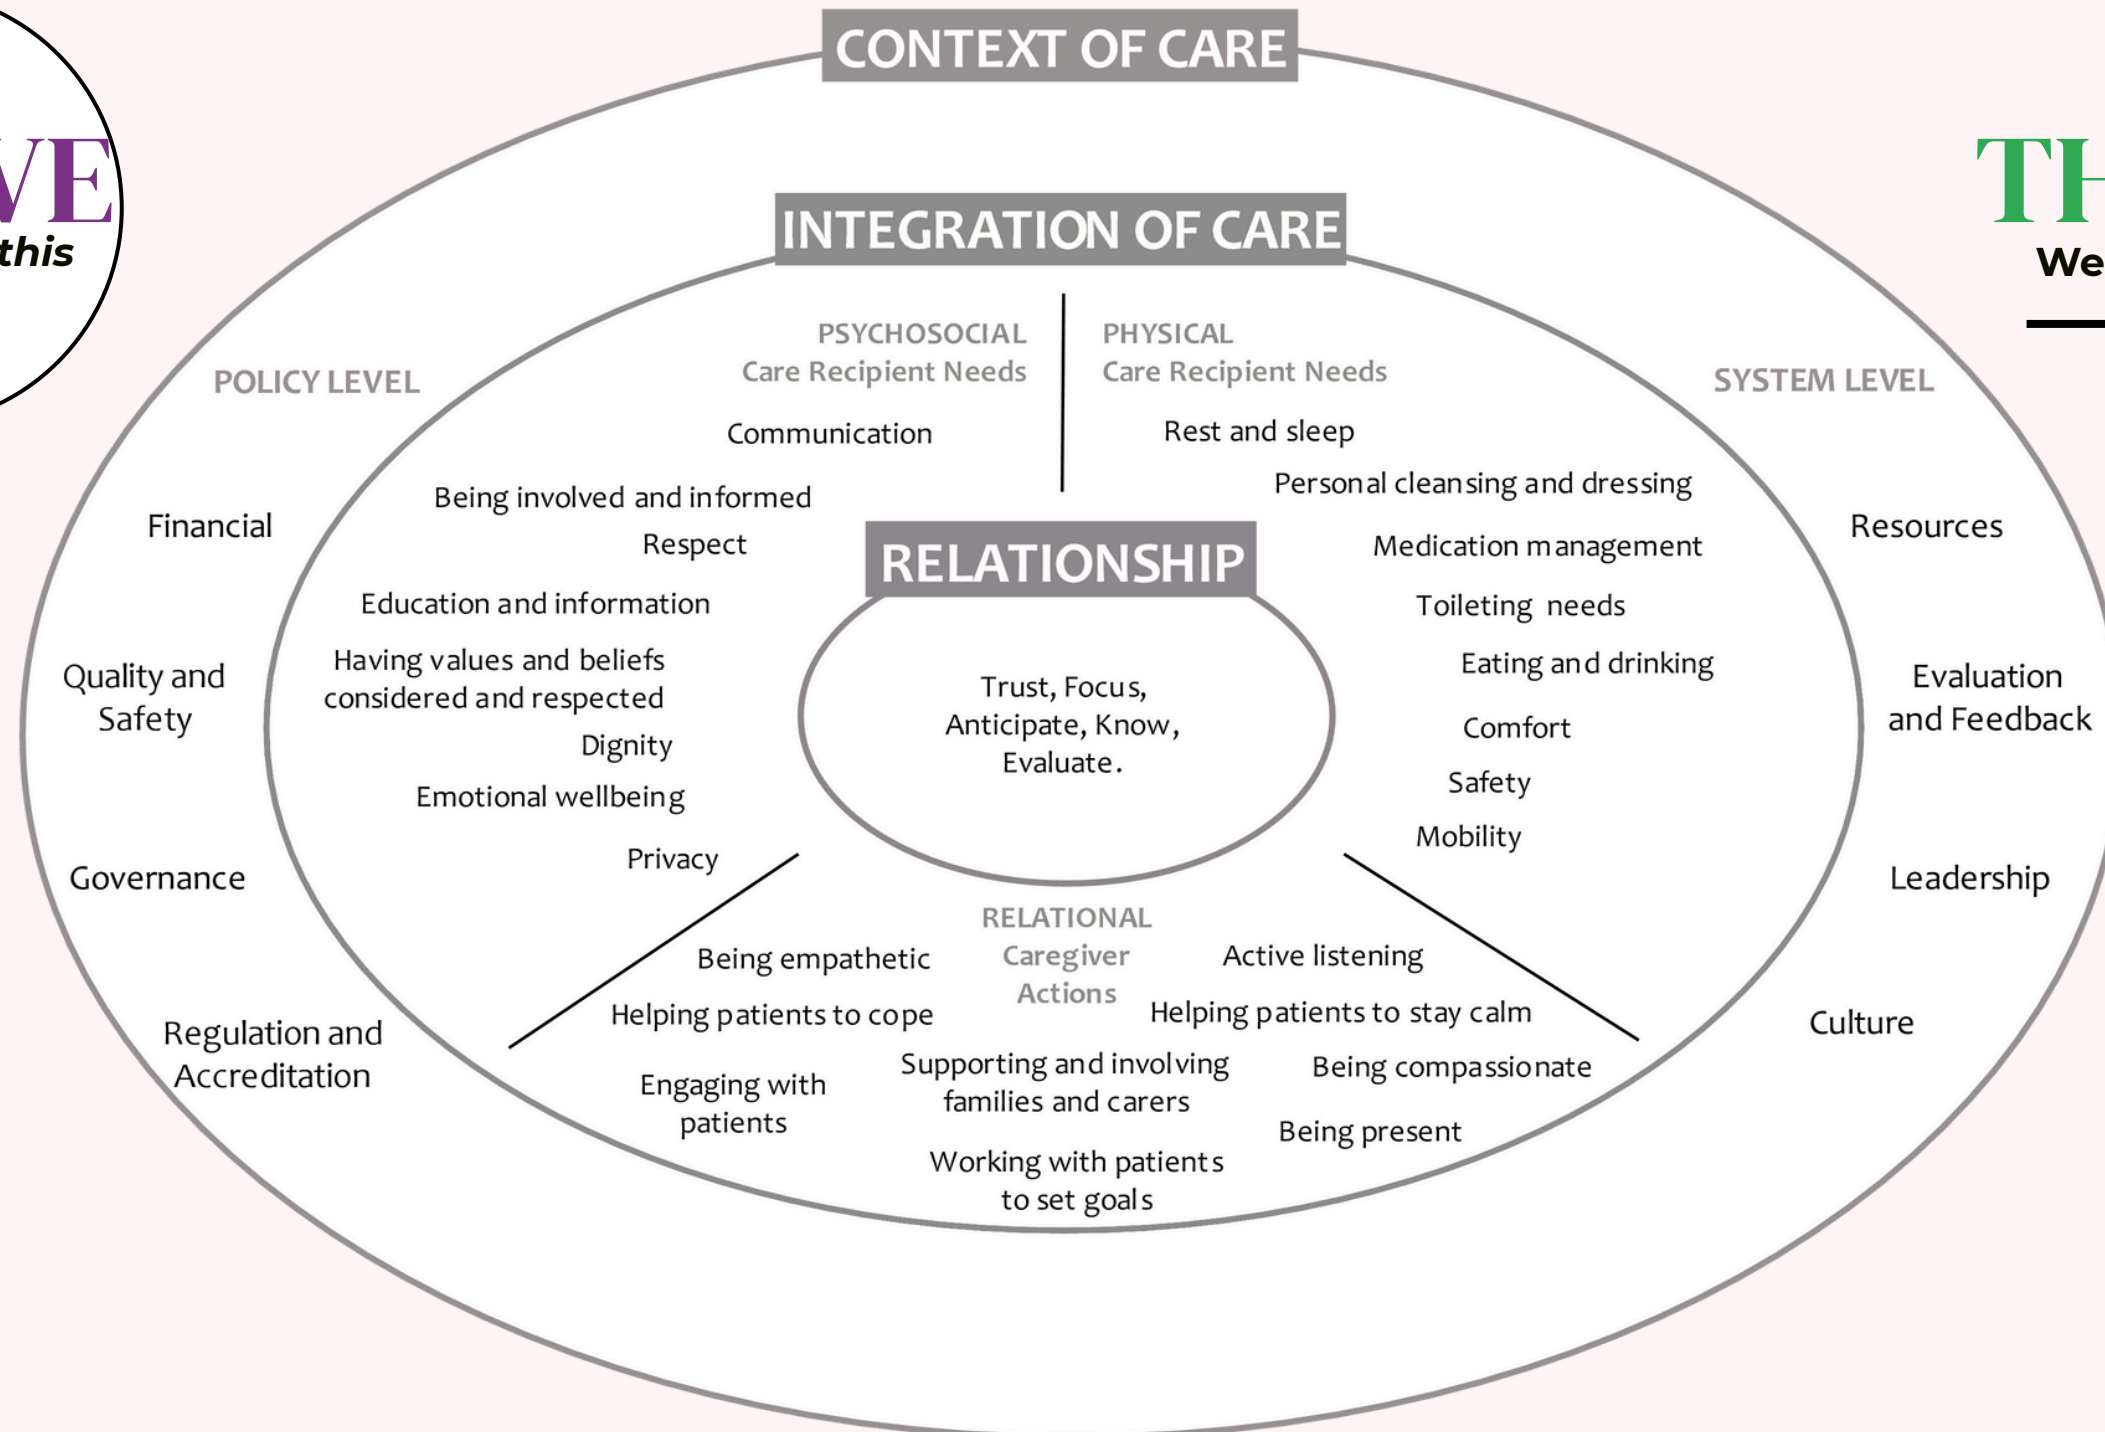 CONTEXT OF CARE
VE
this
TH
We
INTEGRATION OF CARE
PSYCHOSOCIAL
Care Recipient Needs
PHYSICAL
Care Recipient Needs
POLICY LEVEL
SYSTEM LEVEL
Communication
Being involved and informed
Respect
Education and information
Having values and beliefs
considered and respected
Dignity
Emotional wellbeing
Privacy
Rest and sleep
Personal cleansing and dressing
Medication management
Toileting needs
Eating and drinking
Comfort
Safety
Mobility
Financial
Quality and
Safety
Governance
Regulation and
Accreditation
Resources
Evaluation
and Feedback
Leadership
Culture
RELATIONSHIP
Trust, Focus,
Anticipate, Know,
Evaluate.
RELATIONAL
Caregiver
Actions
Being empathetic
Helping patients to cope
Engaging with
patients
Supporting and involving
families and carers
Working with patients
to set goals
Active listening
Helping patients to stay calm
Being compassionate
Being present